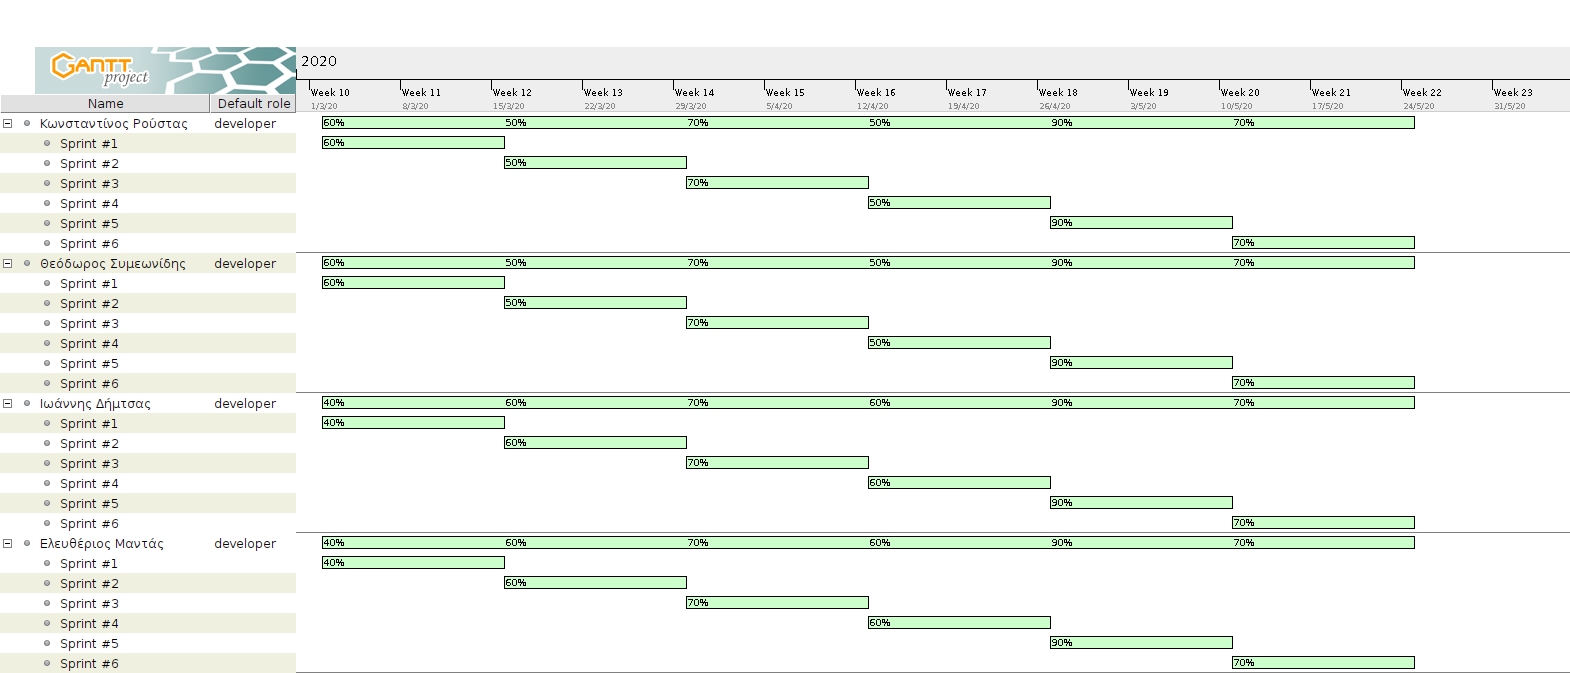 GANTT
project
2020
Week 10 Week 11 Week 12 Week 13 Week 14 Week 15 Week 16 Week 17 Week 18 Week 19 Week 20 Week 21 Week 22 Week 23
Name Default role 1/3/20 8/3/20 15/3/20 22/3/20 29/3/20 5/4/20 12/4/20 19/4/20 26/4/20 3/5/20 10/5/20 17/5/20 24/5/20 31/5/20
Κωνσταντίνος Ρούστας developer 60% 50% 70% 50% 90% 70%
Sprint #1 60%
Sprint #2 50%
Sprint #3 70%
Sprint #4 50%
Sprint #5 90%
Sprint #6 70%
Θεόδωρος Συμεωνίδης developer 60% 50% 70% 50% 90% 70%
Sprint #1 60%
Sprint #2 50%
Sprint #3 70%
Sprint #4 50%
Sprint #5 90%
Sprint #6 70%
Ιωάννης Δήμτσας developer 40% 60% 70% 60% 90% 70%
Sprint #1 40%
Sprint #2 60%
Sprint #3 70%
Sprint #4 60%
Sprint #5 90%
Sprint #6 70%
Ελευθέριος Μαντάς developer 40% 60% 70% 60% 90% 70%
Sprint #1 40%
Sprint #2 60%
Sprint #3 70%
Sprint #4 60%
Sprint #5 90%
Sprint #6 70%